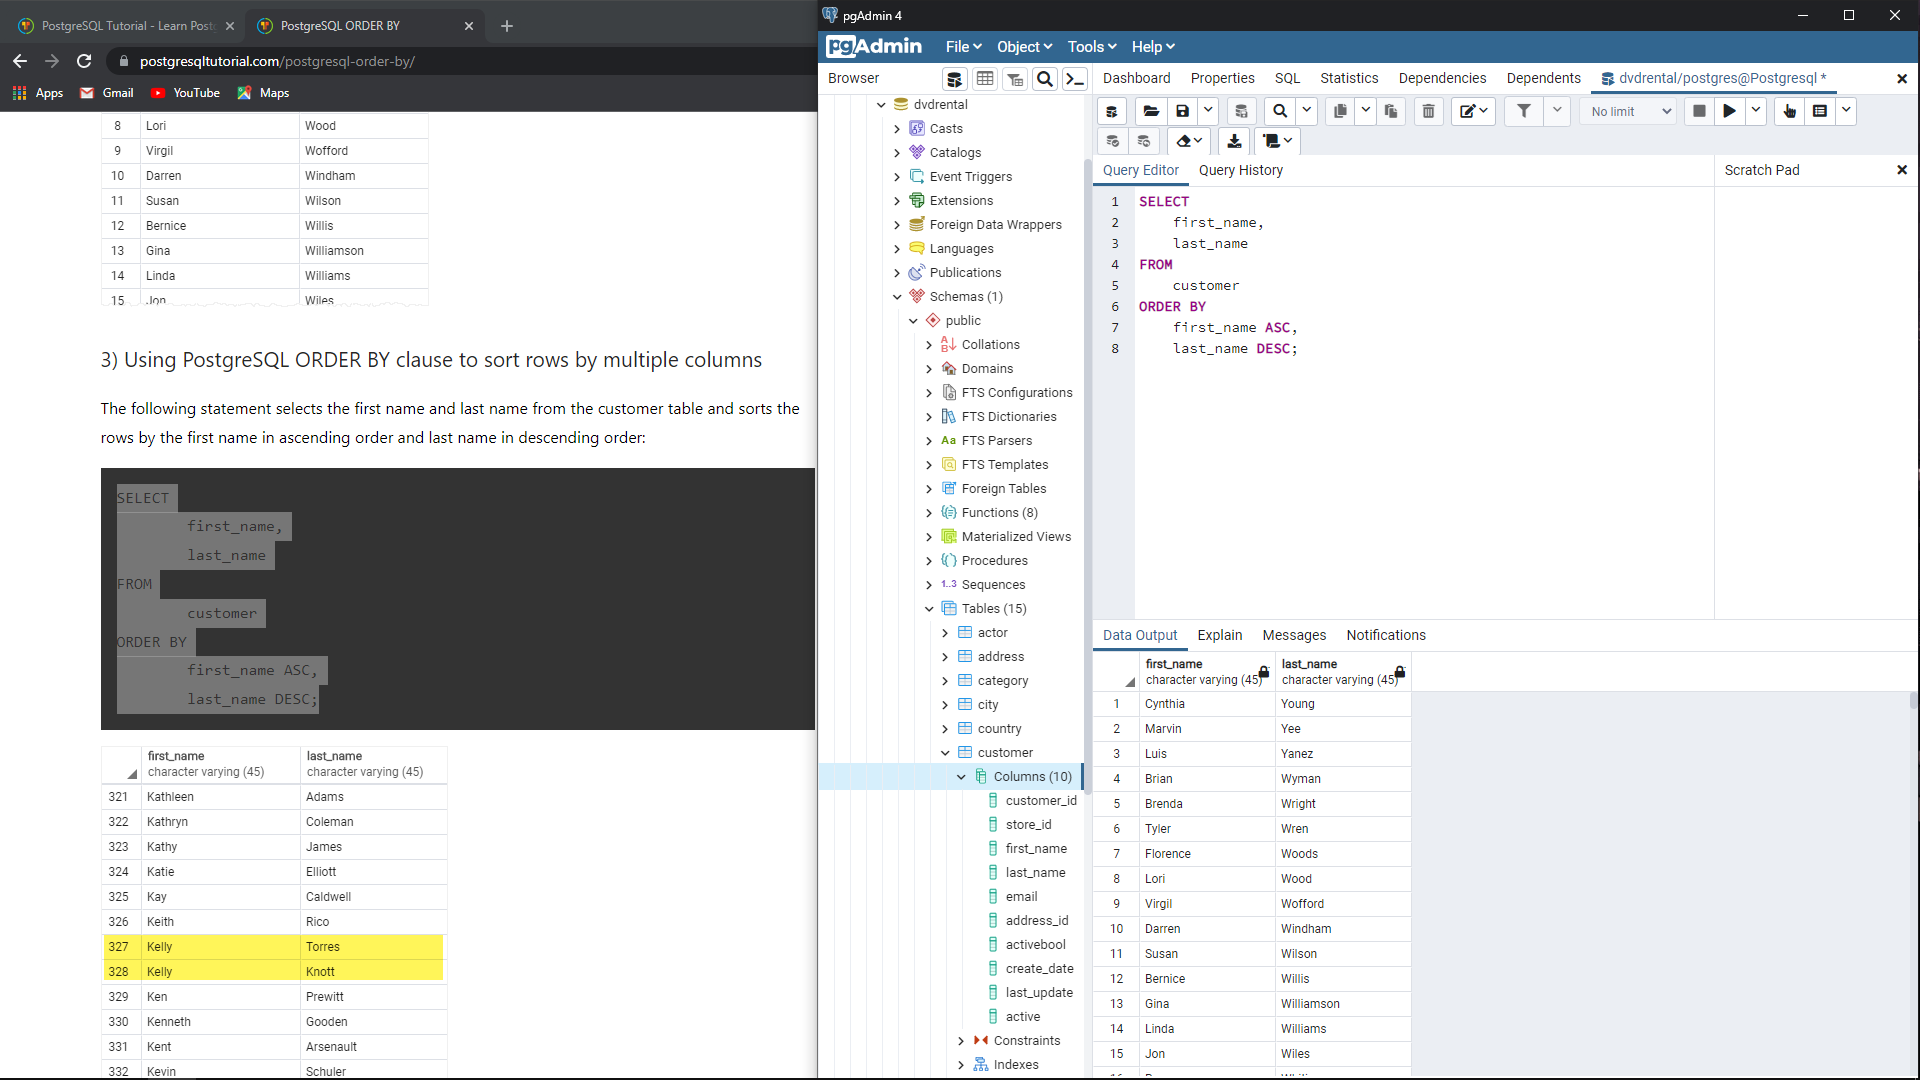 PostgreSQL Tutorial - Learn Post
PostgreSQL ORDER BY
postgresqltutorial.com/postgresql-order-by/
Apps
Gmail
YouTube
Maps
8 Lori Wood
9 Virgil Wofford
10 Darren Windham
11 Susan Wilson
12 Bernice Willis
13 Gina Williamson
14 Linda Williams
15 Jon Wiles
3) Using PostgreSQL ORDER BY clause to sort rows by multiple columns
The following statement selects the first name and last name from the customer table and sorts the
rows by the first name in ascending order and last name in descending order:
SELECT
first_name,
last_name
FROM
customer
ORDER BY
first_name ASC,
last_name DESC;
first_name last_name
character varying (45) character varying (45)
321 Kathleen Adams
322 Kathryn Coleman
323 Kathy James
324 Katie Elliott
325 Kay Caldwell
326 Keith Rico
327 Kelly Torres
328 Kelly Knott
329 Ken Prewitt
330 Kenneth Gooden
331 Kent Arsenault
332 Kevin Schuler
pgAdmin 4
pgAdmin
File
Object
Tools
Help
Browser
dvdrental
Casts
Catalogs
Event Triggers
Extensions
Foreign Data Wrappers
Languages
Publications
Schemas (1)
public
Collations
Domains
FTS Configurations
FTS Dictionaries
Aa FTS Parsers
FTS Templates
Foreign Tables
Functions (8)
Materialized Views
Procedures
1..3 Sequences
Tables (15)
actor
address
category
city
country
customer
Columns (10)
customer_id
store_id
first_name
last_name
email
address_id
activebool
create_date
last_update
active
Constraints
Indexes
Dashboard
Properties
SQL
Statistics
Dependencies
Dependents
dvdrental/postgres@Postgresql *
No limit
Query Editor
Query History
Scratch Pad
1 SELECT
2 first_name,
3 last_name
4 FROM
5 customer
6 ORDER BY
7 first_name ASC,
8 last_name DESC;
Data Output
Explain
Messages
Notifications
first_name last_name
character varying (45) character varying (45)
1 Cynthia Young
2 Marvin Yee
3 Luis Yanez
4 Brian Wyman
5 Brenda Wright
6 Tyler Wren
7 Florence Woods
8 Lori Wood
9 Virgil Wofford
10 Darren Windham
11 Susan Wilson
12 Bernice Willis
13 Gina Williamson
14 Linda Williams
15 Jon Wiles